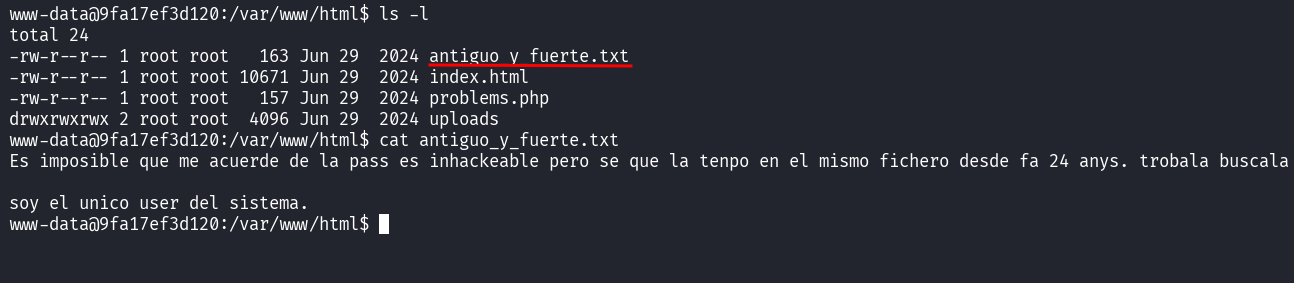 www-data@9fa17ef3d120:/var/www/html$ ls -l
total 24
-rw-r--r-- 1 root root   163 Jun 29  2024 antiguo_y_fuerte.txt
-rw-r--r-- 1 root root 10671 Jun 29  2024 index.html
-rw-r--r-- 1 root root   157 Jun 29  2024 problems.php
drwxrwxrwx 2 root root  4096 Jun 29  2024 uploads
www-data@9fa17ef3d120:/var/www/html$ cat antiguo_y_fuerte.txt
Es imposible que me acuerde de la pass es inhackeable pero se que la tenpo en el mismo fichero desde fa 24 anys. trobala buscala
soy el unico user del sistema.
www-data@9fa17ef3d120:/var/www/html$